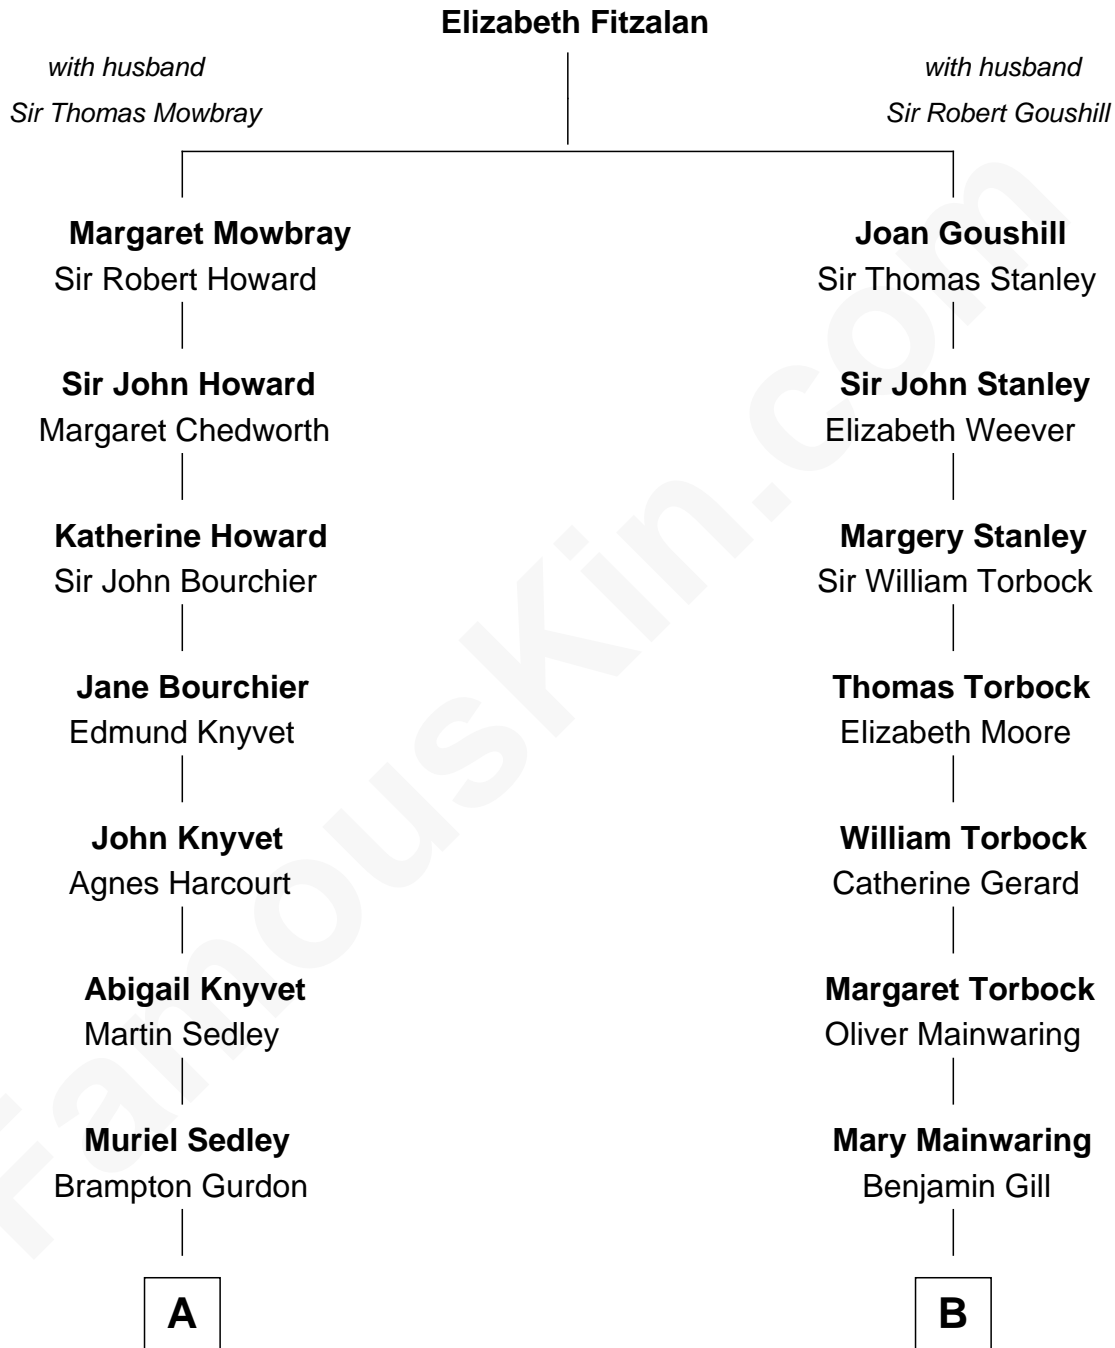 Elizabeth Fitzalan
with husband
Sir Thomas Mowbray
with husband
Sir Robert Goushill
Margaret Mowbray
Sir Robert Howard
Joan Goushill
Sir Thomas Stanley
Sir John Howard
Margaret Chedworth
Sir John Stanley
Elizabeth Weever
Katherine Howard
Sir John Bourchier
Margery Stanley
Sir William Torbock
Jane Bourchier
Edmund Knyvet
Thomas Torbock
Elizabeth Moore
John Knyvet
Agnes Harcourt
William Torbock
Catherine Gerard
Abigail Knyvet
Martin Sedley
Margaret Torbock
Oliver Mainwaring
Muriel Sedley
Brampton Gurdon
Mary Mainwaring
Benjamin Gill
A
B
FamousKin.com